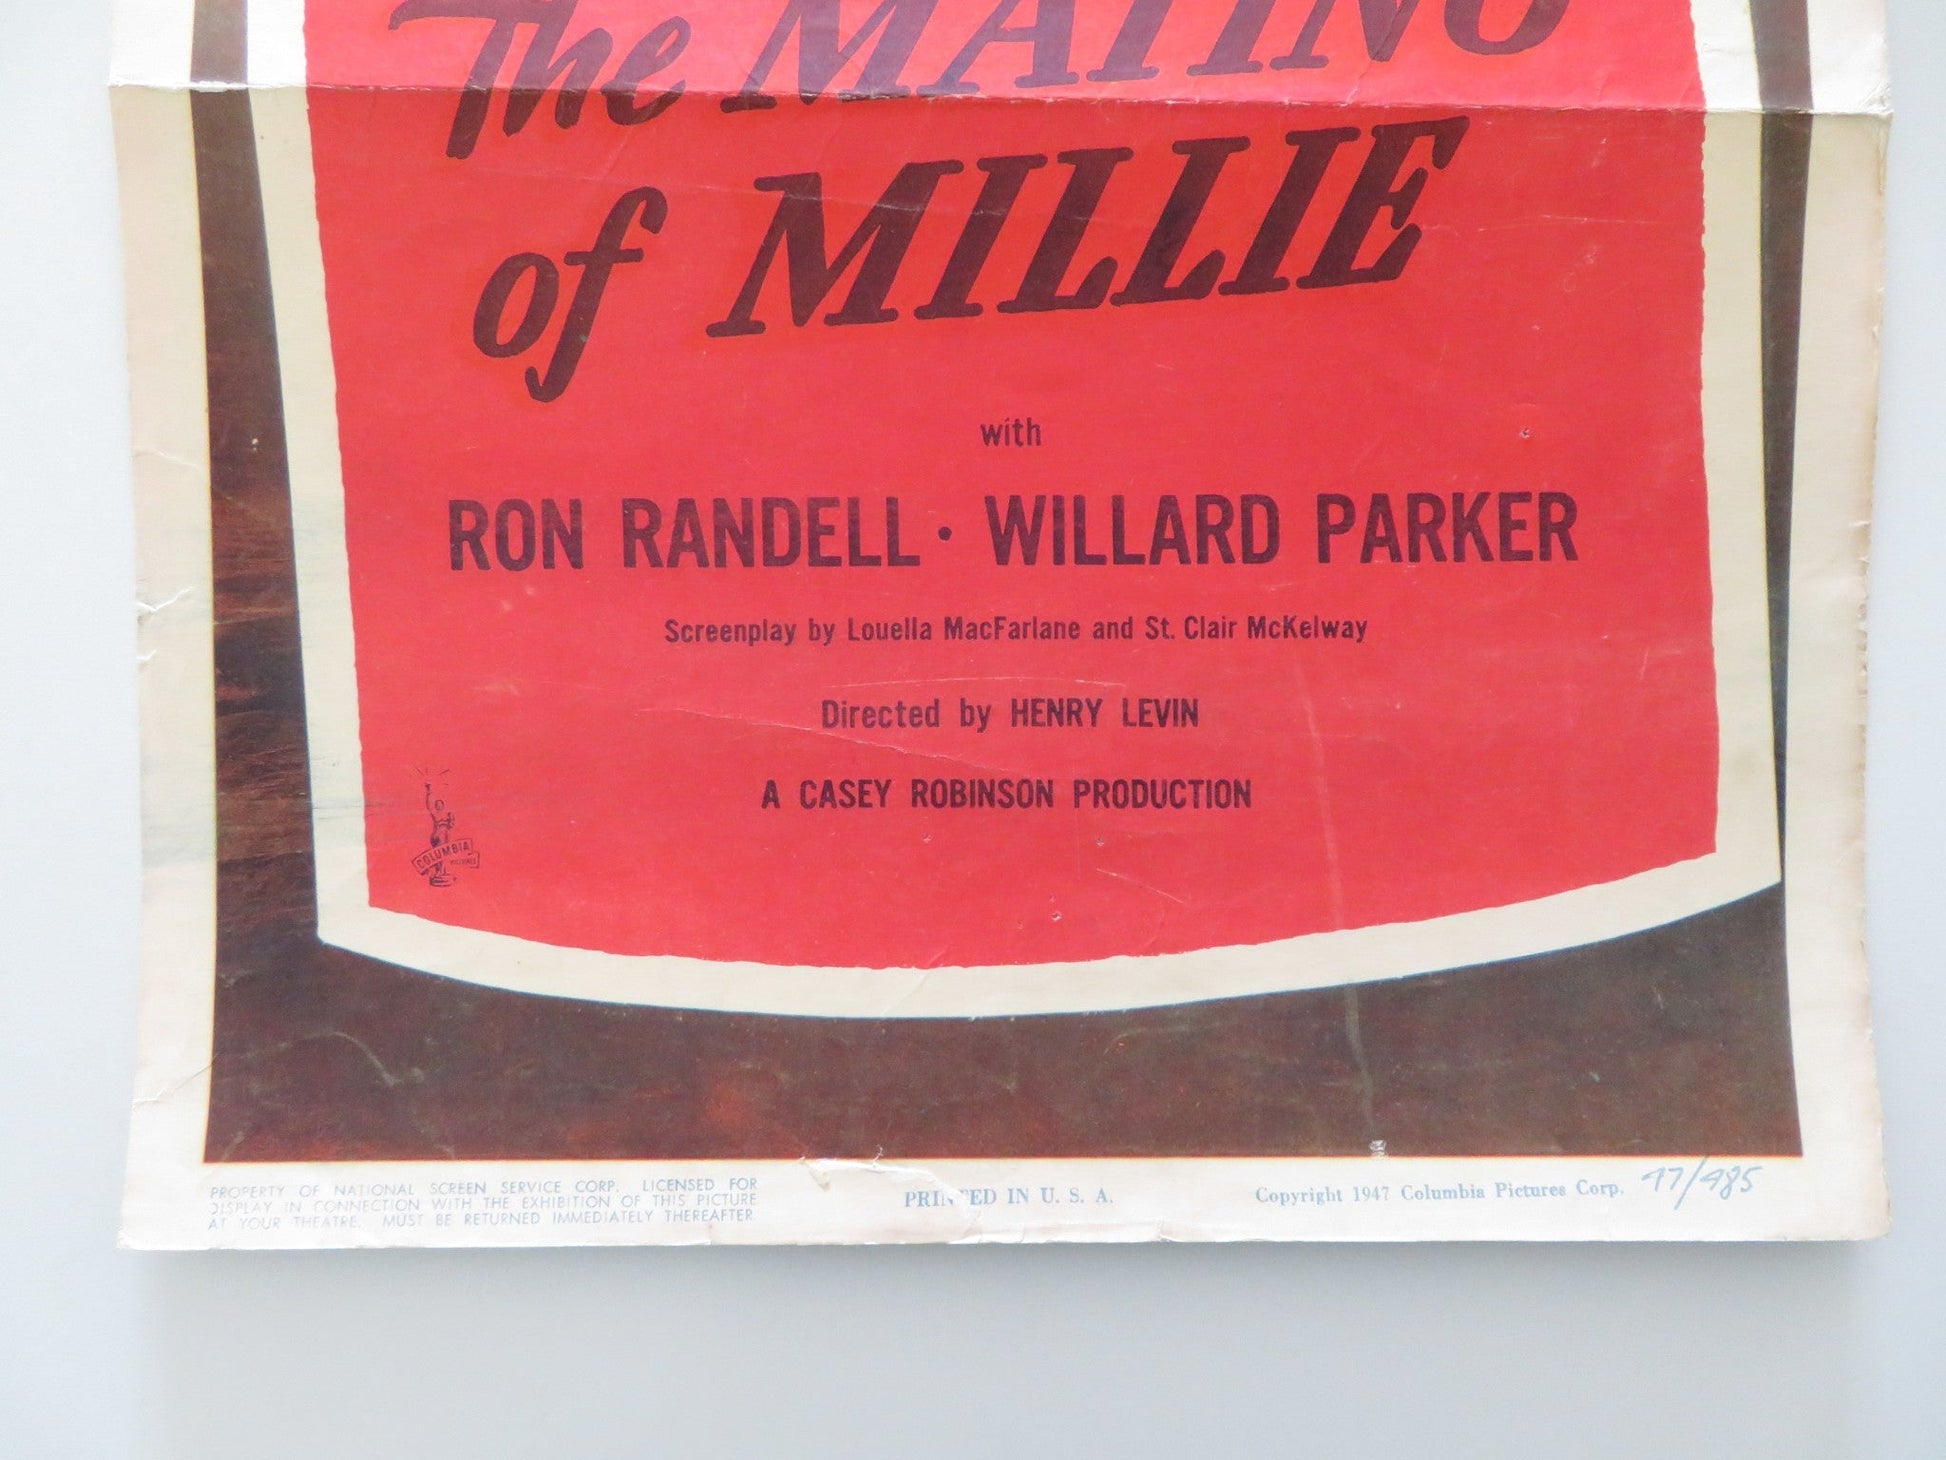 The MATING
of MILLIE
with
RON RANDELL • WILLARD PARKER
Screenplay by Louella MacFarlane and St. Clair McKelway
Directed by HENRY LEVIN
A CASEY ROBINSON PRODUCTION
COLUMBIA
PICTURES
PROPERTY OF NATIONAL SCREEN SERVICE CORP. LICENSED FOR
DISPLAY IN CONNECTION WITH THE EXHIBITION OF THIS PICTURE
AT YOUR THEATRE. MUST BE RETURNED IMMEDIATELY THEREAFTER.
PRINTED IN U. S. A.
Copyright 1947 Columbia Pictures Corp. 47/485